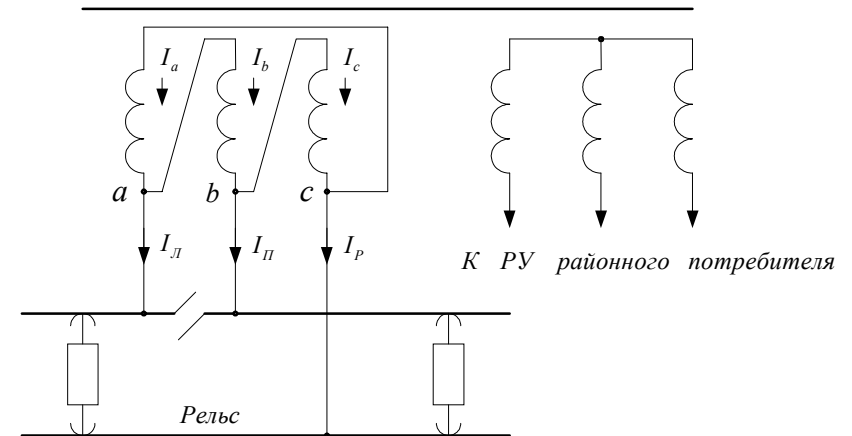 I_a I_b I_c
a b c
I_Л I_П I_Р
К РУ районного потребителя
Рельс